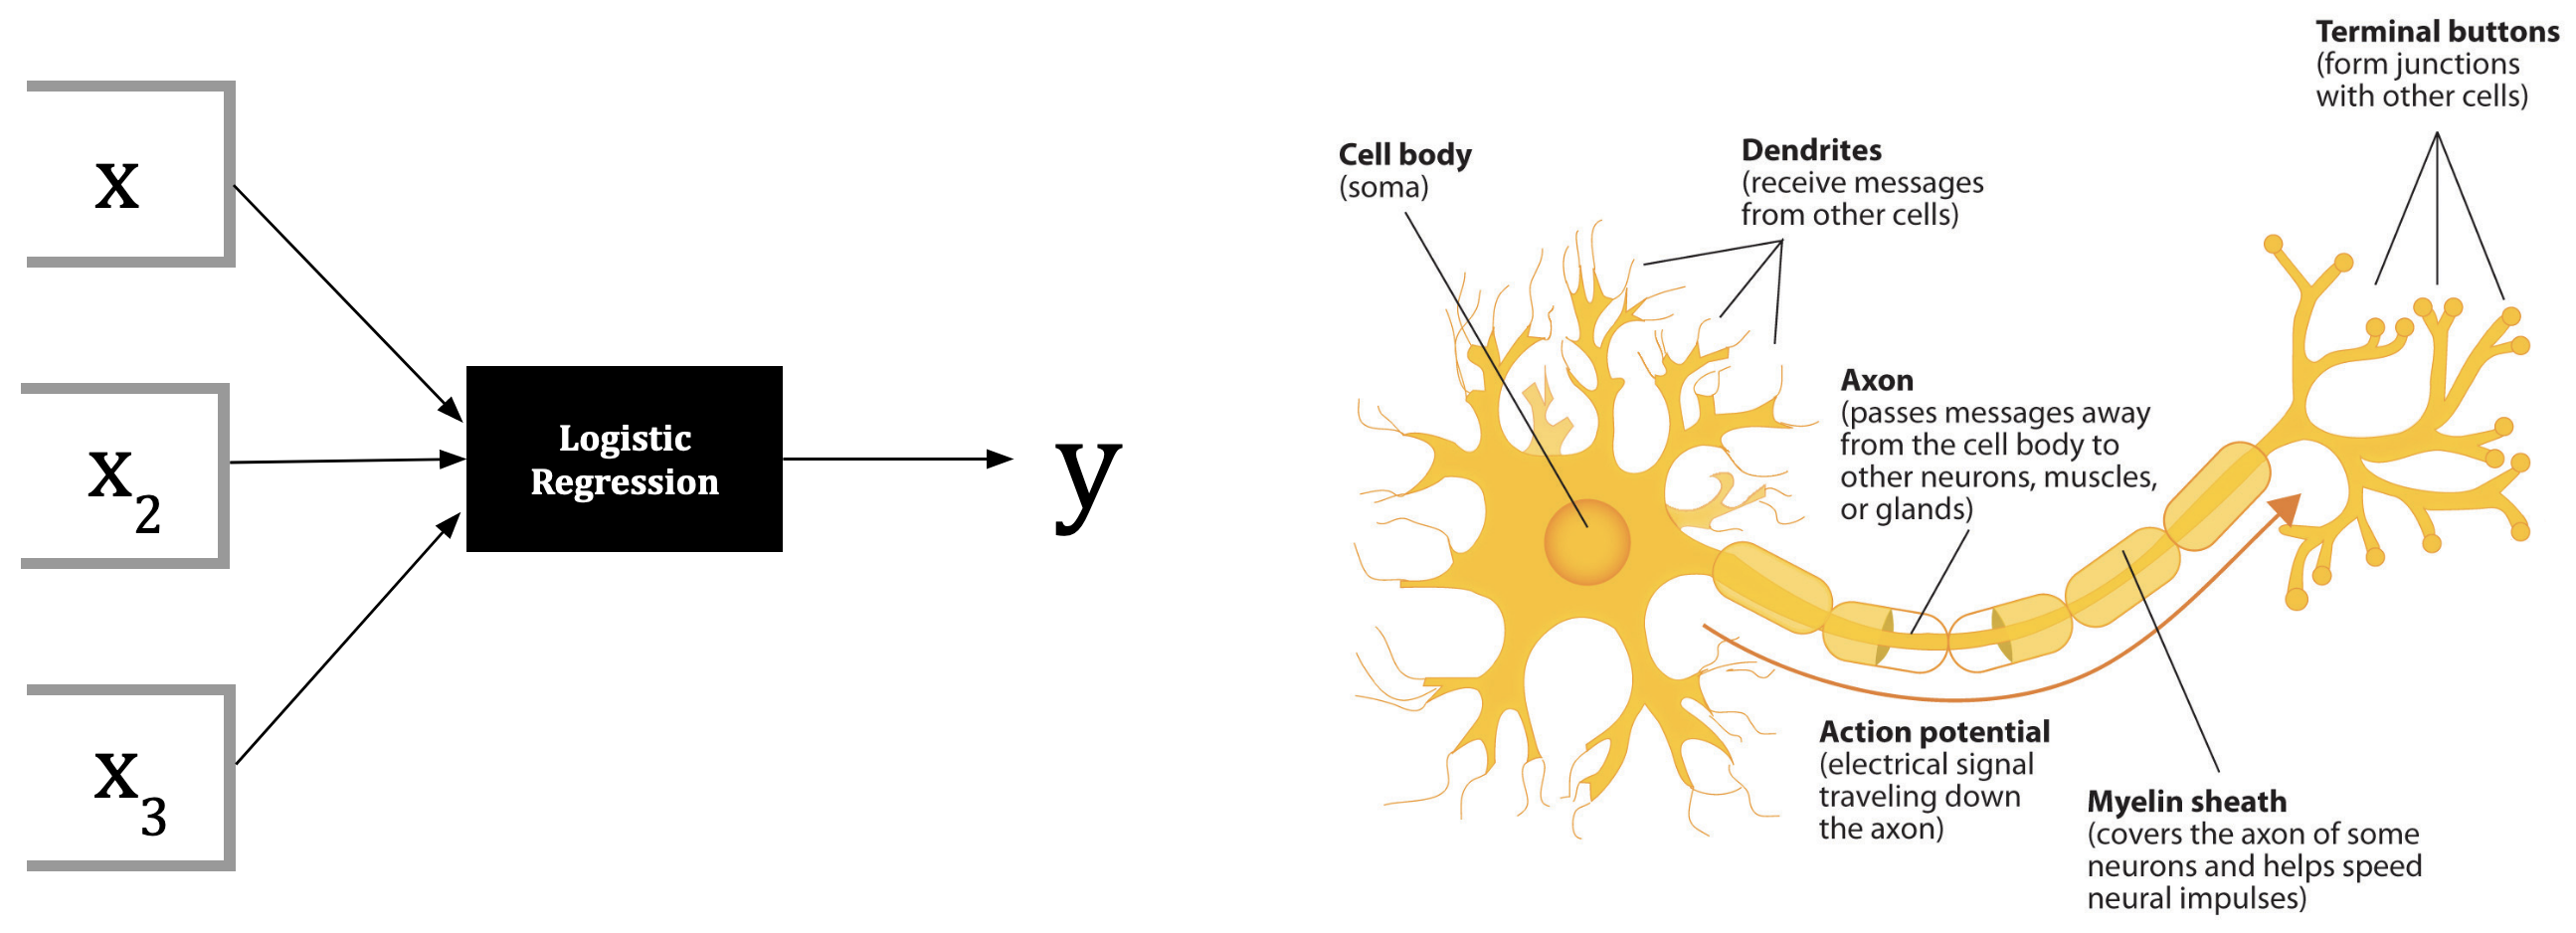 x
x2
x3
Logistic
Regression
y
Cell body
(soma)
Dendrites
(receive messages
from other cells)
Terminal buttons
(form junctions
with other cells)
Axon
(passes messages away
from the cell body to
other neurons, muscles,
or glands)
Action potential
(electrical signal
traveling down
the axon)
Myelin sheath
(covers the axon of some
neurons and helps speed
neural impulses)